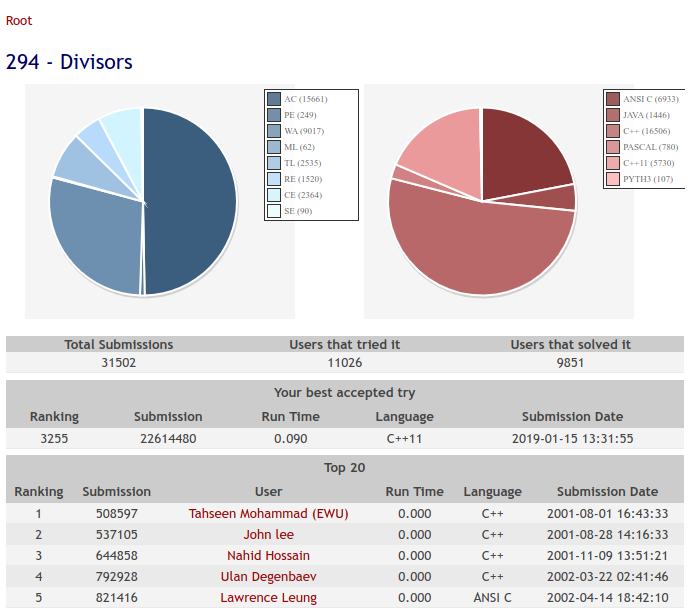 Root
294 - Divisors
AC (15661)
PE (249)
WA (9017)
ML (62)
TL (2535)
RE (1520)
CE (2364)
SE (90)
ANSI C (6933)
JAVA (1446)
C++ (16506)
PASCAL (780)
C++11 (5730)
PYTH3 (107)
Total Submissions Users that tried it Users that solved it
31502 11026 9851
Your best accepted try
Ranking Submission Run Time Language Submission Date
3255 22614480 0.090 C++11 2019-01-15 13:31:55
Top 20
Ranking Submission User Run Time Language Submission Date
1 508597 Tahseen Mohammad (EWU) 0.000 C++ 2001-08-01 16:43:33
2 537105 John lee 0.000 C++ 2001-08-28 14:16:33
3 644858 Nahid Hossain 0.000 C++ 2001-11-09 13:51:21
4 792928 Ulan Degenbaev 0.000 C++ 2002-03-22 02:41:46
5 821416 Lawrence Leung 0.000 ANSI C 2002-04-14 18:42:10